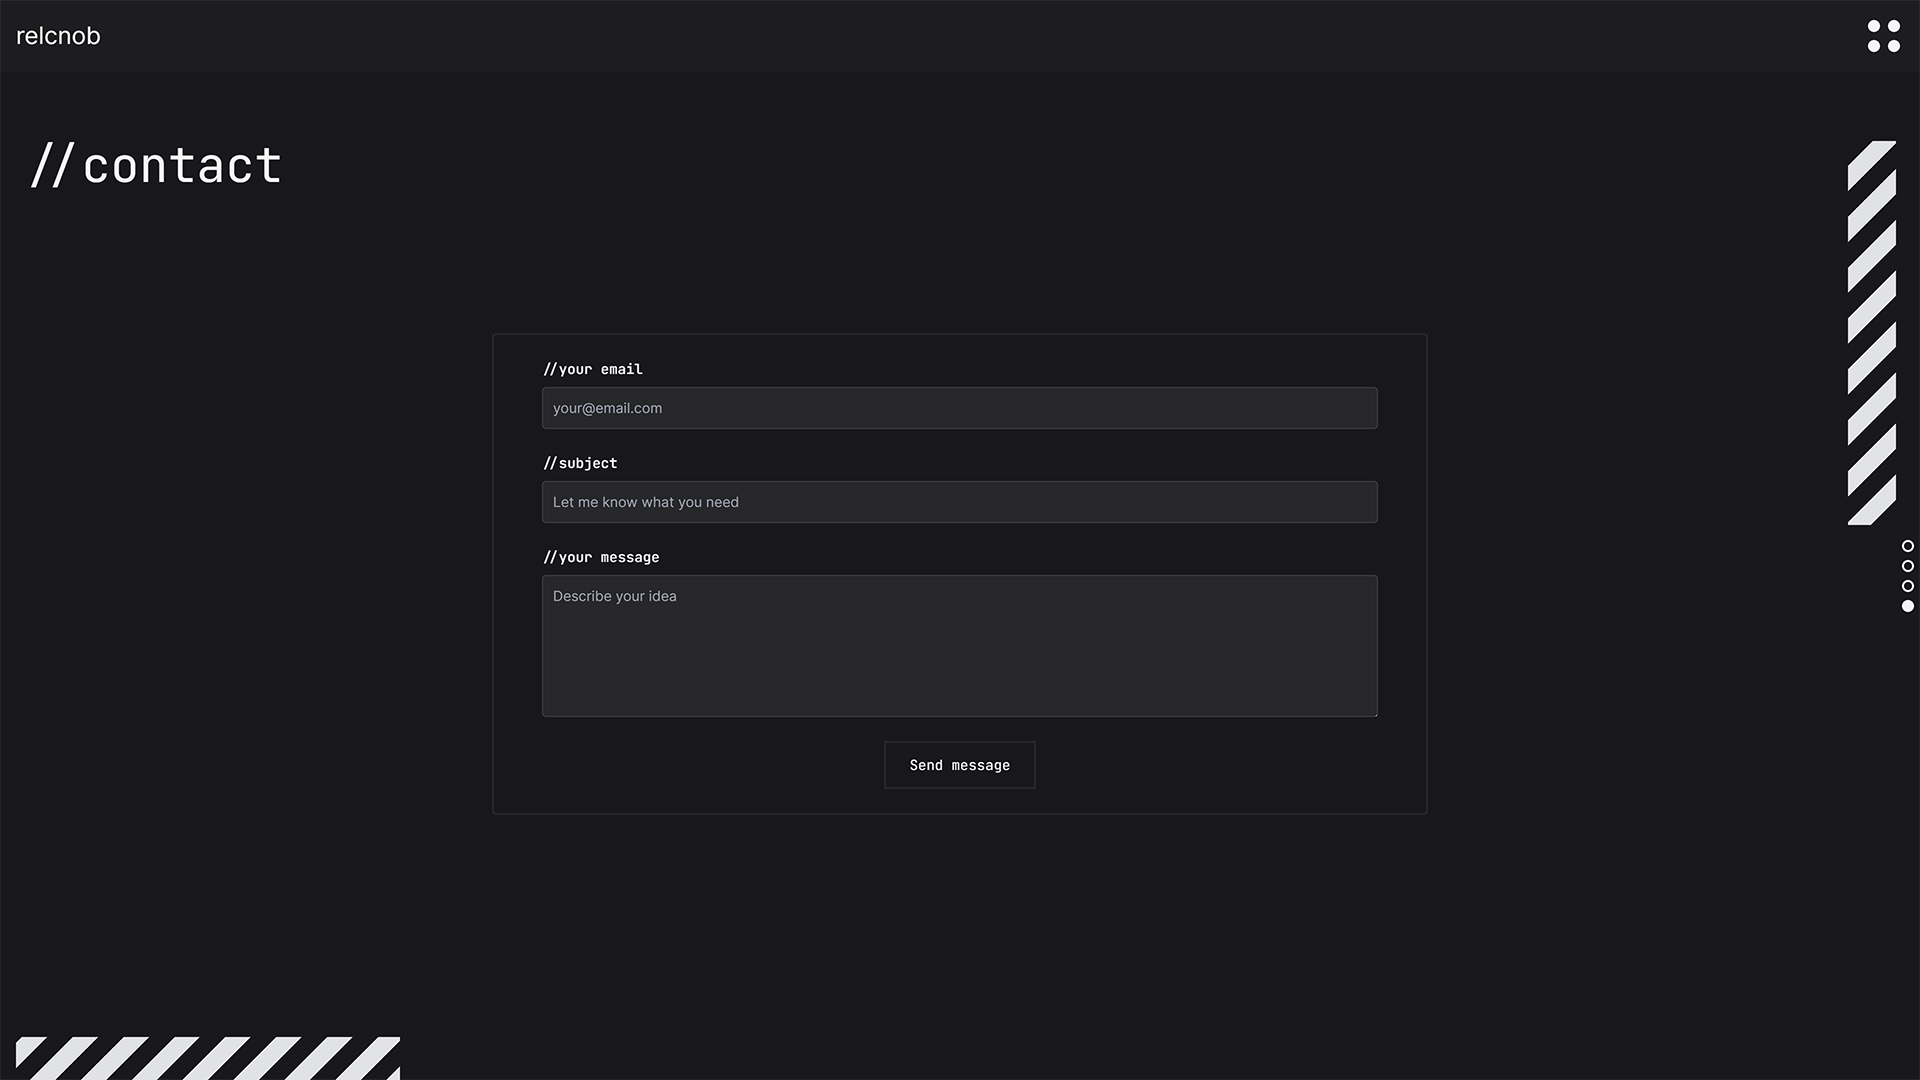 relcnob
//contact
//your email
your@email.com
//subject
Let me know what you need
//your message
Describe your idea
Send message